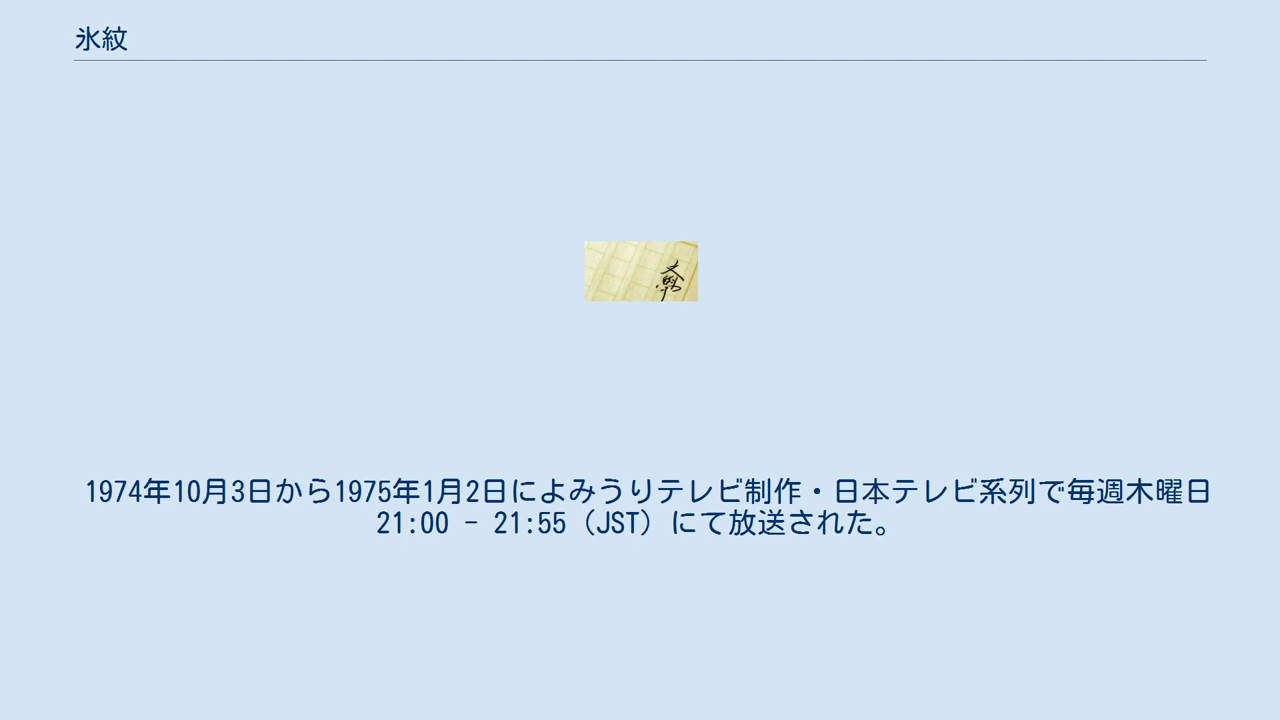 氷紋
1974年10月3日から1975年1月2日によみうりテレビ制作・日本テレビ系列で毎週木曜日
21:00 - 21:55（JST）にて放送された。